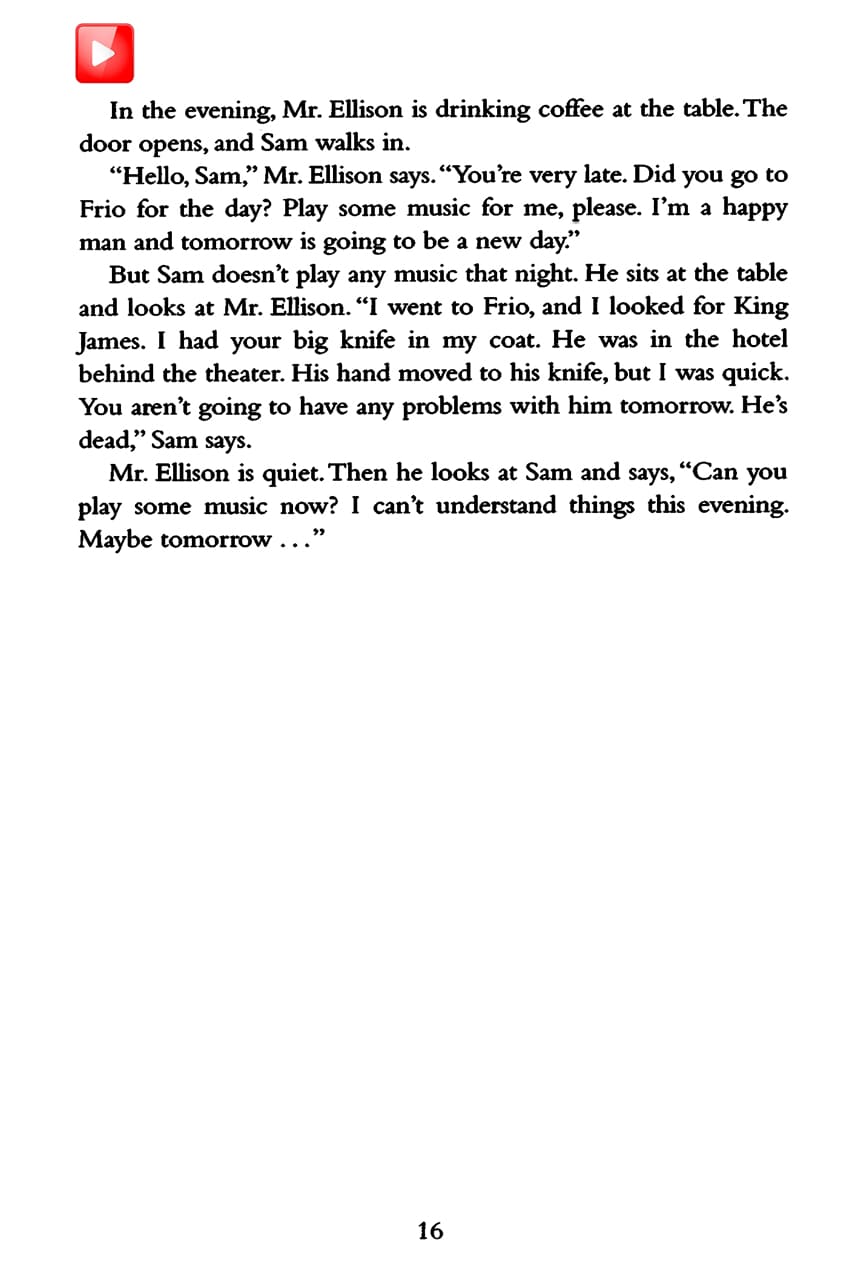 In the evening, Mr. Ellison is drinking coffee at the table. The
door opens, and Sam walks in.
“Hello, Sam,” Mr. Ellison says. “You’re very late. Did you go to
Frio for the day? Play some music for me, please. I’m a happy
man and tomorrow is going to be a new day.”
But Sam doesn’t play any music that night. He sits at the table
and looks at Mr. Ellison. “I went to Frio, and I looked for King
James. I had your big knife in my coat. He was in the hotel
behind the theater. His hand moved to his knife, but I was quick.
You aren’t going to have any problems with him tomorrow. He’s
dead,” Sam says.
Mr. Ellison is quiet. Then he looks at Sam and says, “Can you
play some music now? I can’t understand things this evening.
Maybe tomorrow . . .”
16